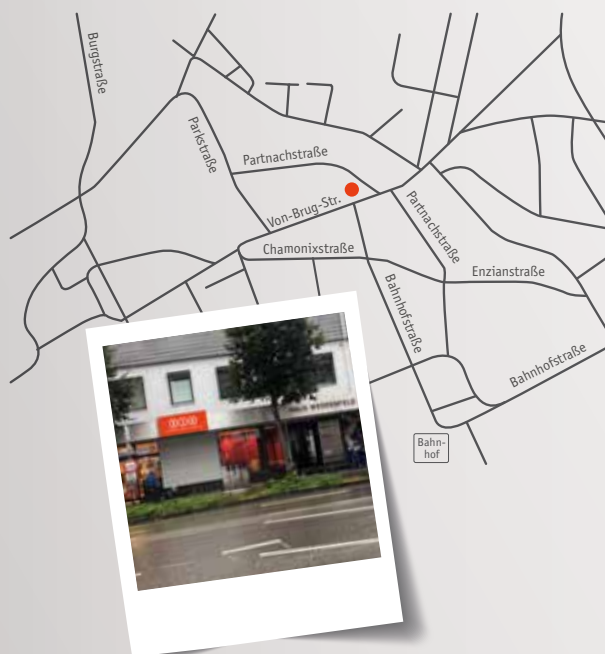 Burgstraße
Parkstraße
Partnachstraße
Von-Brug-Str.
Partnachstraße
Chamonixstraße
Enzianstraße
Bahnhofstraße
Bahnhofstraße
Bahn-
hof